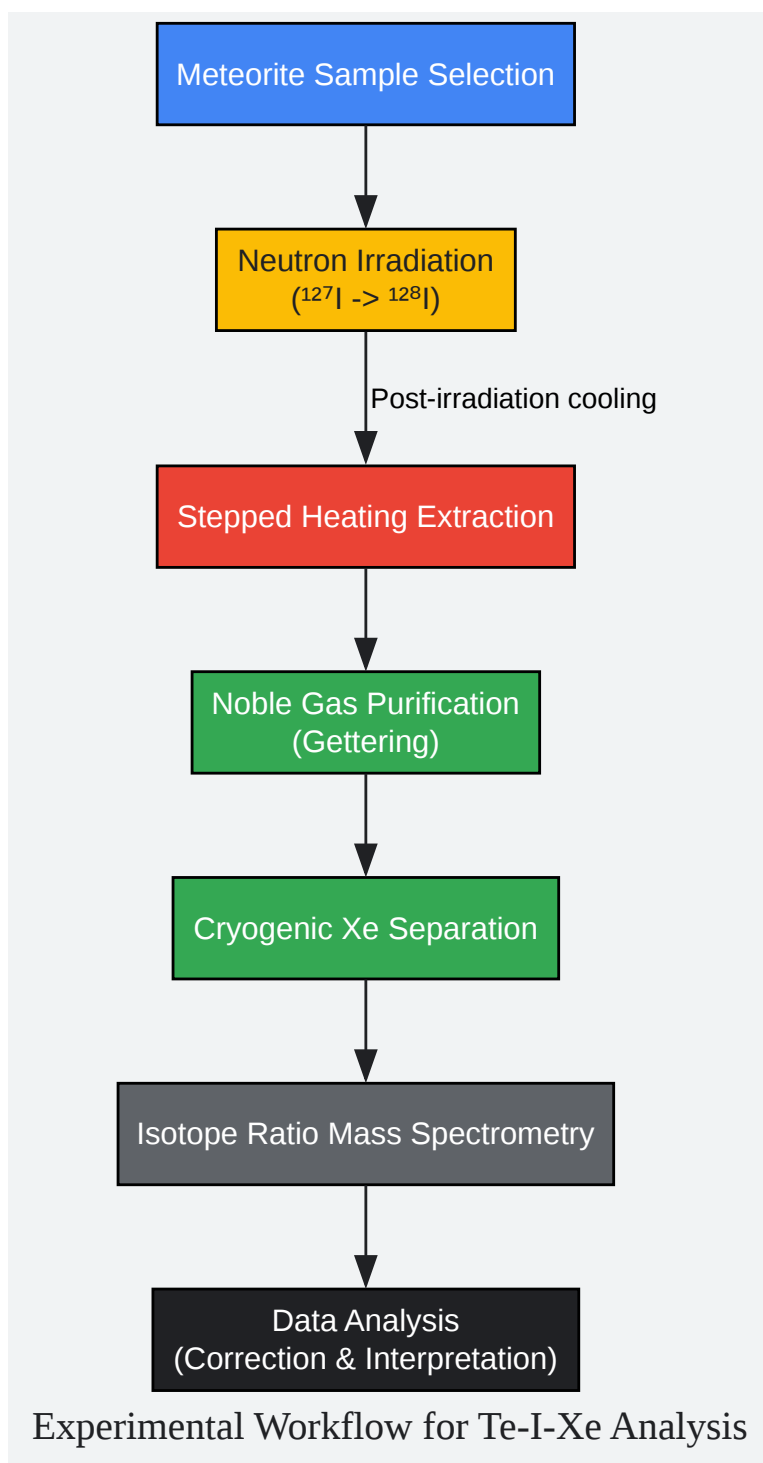 Meteorite Sample Selection
Neutron Irradiation
(¹²⁷I -> ¹²⁸I)
Post-irradiation cooling
Stepped Heating Extraction
Noble Gas Purification
(Gettering)
Cryogenic Xe Separation
Isotope Ratio Mass Spectrometry
Data Analysis
(Correction & Interpretation)
Experimental Workflow for Te-I-Xe Analysis